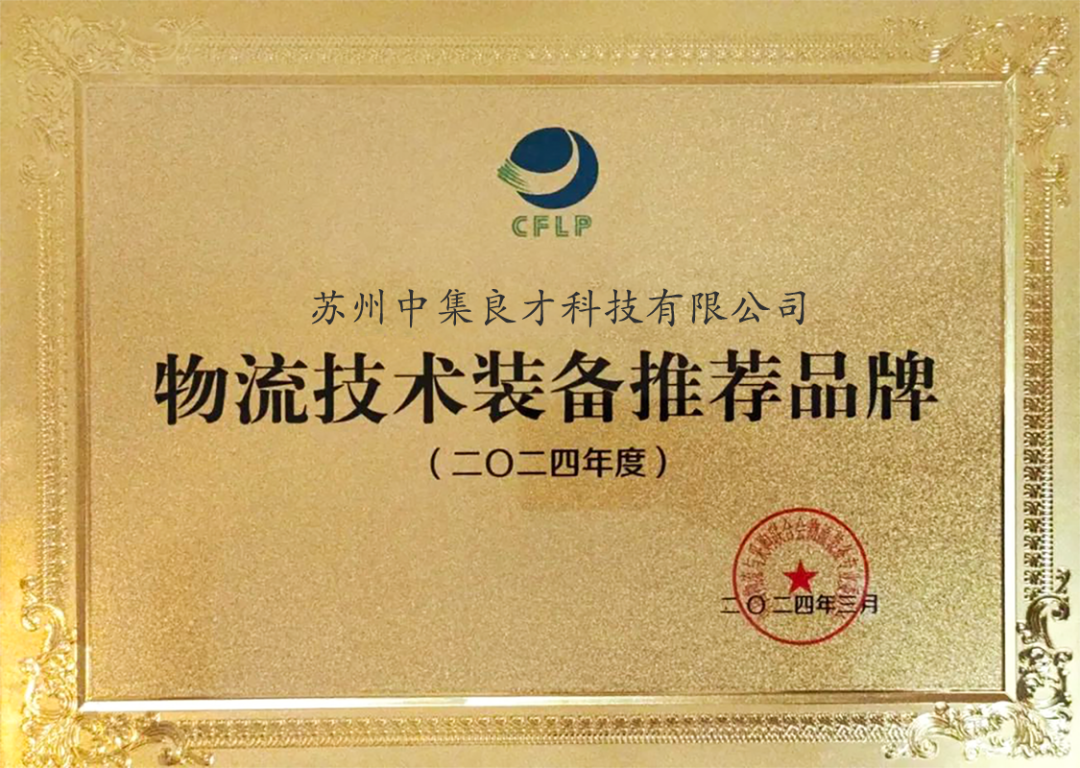 CFLP
苏州中集良才科技有限公司
物流技术装备推荐品牌
（二〇二四年度）
二〇二四年三月